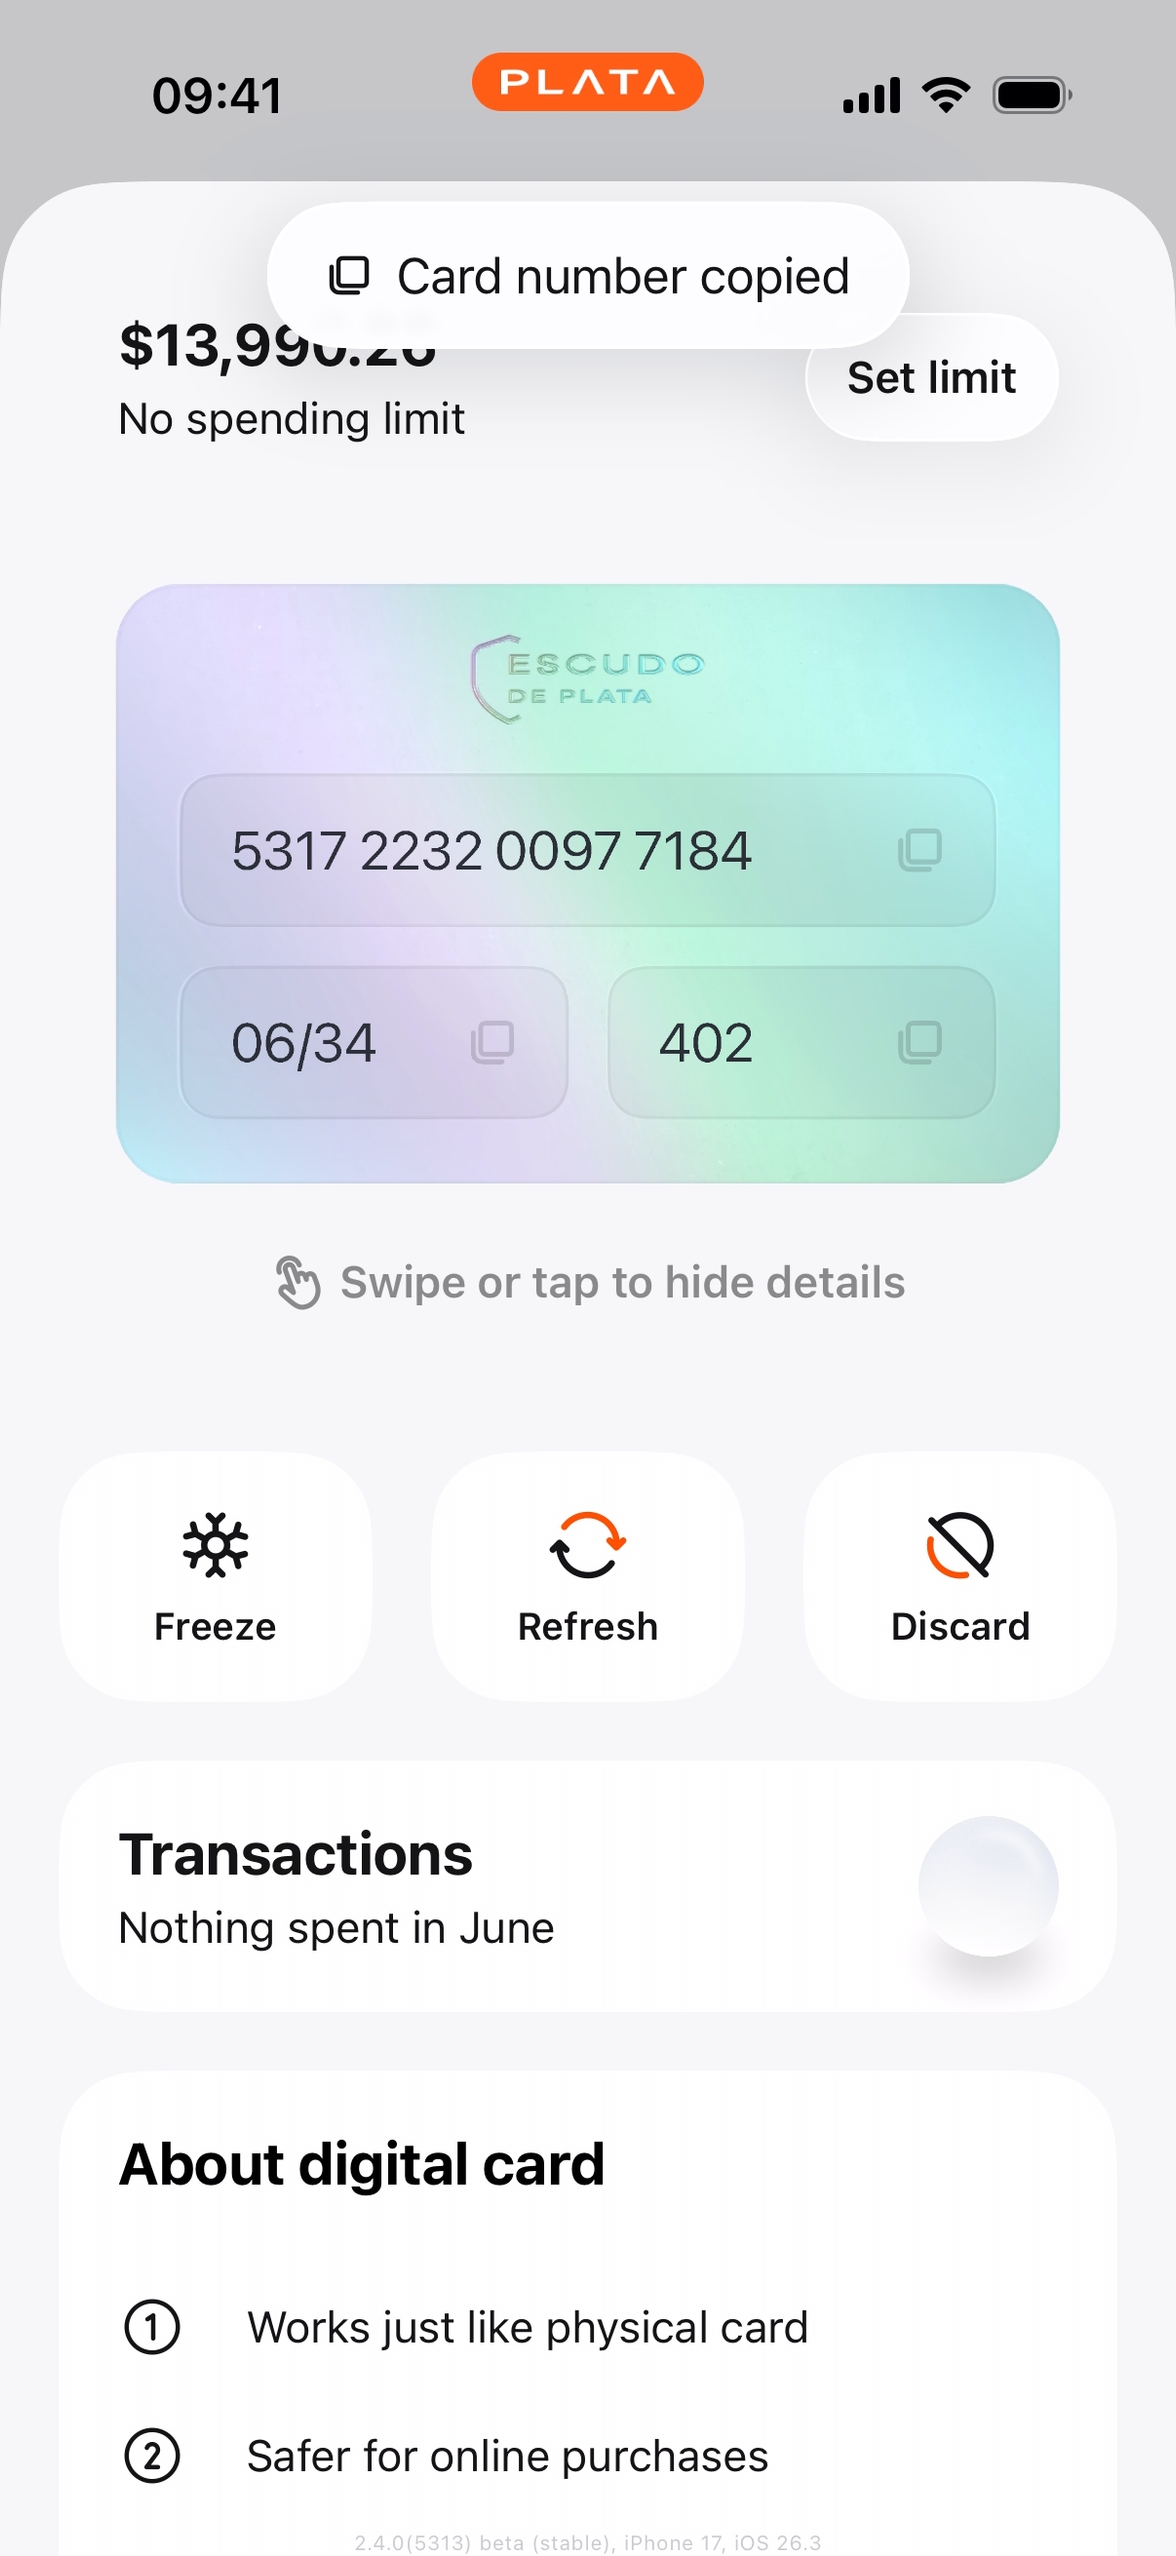 09:41
PLATA
Card number copied
No spending limit
Set limit
ESCUDO
DE PLATA
5317 2232 0097 7184
06/34
402
Swipe or tap to hide details
Freeze
Refresh
Discard
Transactions
Nothing spent in June
About digital card
1 Works just like physical card
2 Safer for online purchases
2.4.0(5313) beta (stable), iPhone 17, iOS 26.3